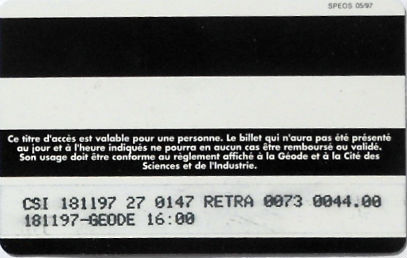 SPEOS 05/97
Ce titre d'accès est valable pour une personne. Le billet qui n'aura pas été présenté
au jour et à l'heure indiqués ne pourra en aucun cas être remboursé ou validé.
Son usage doit être conforme au règlement affiché à la Géode et à la Cité des
Sciences et de l'Industrie.
CSI 181197 27 0147 RETRA 0073 0044.00
181197-GEODE 16:00